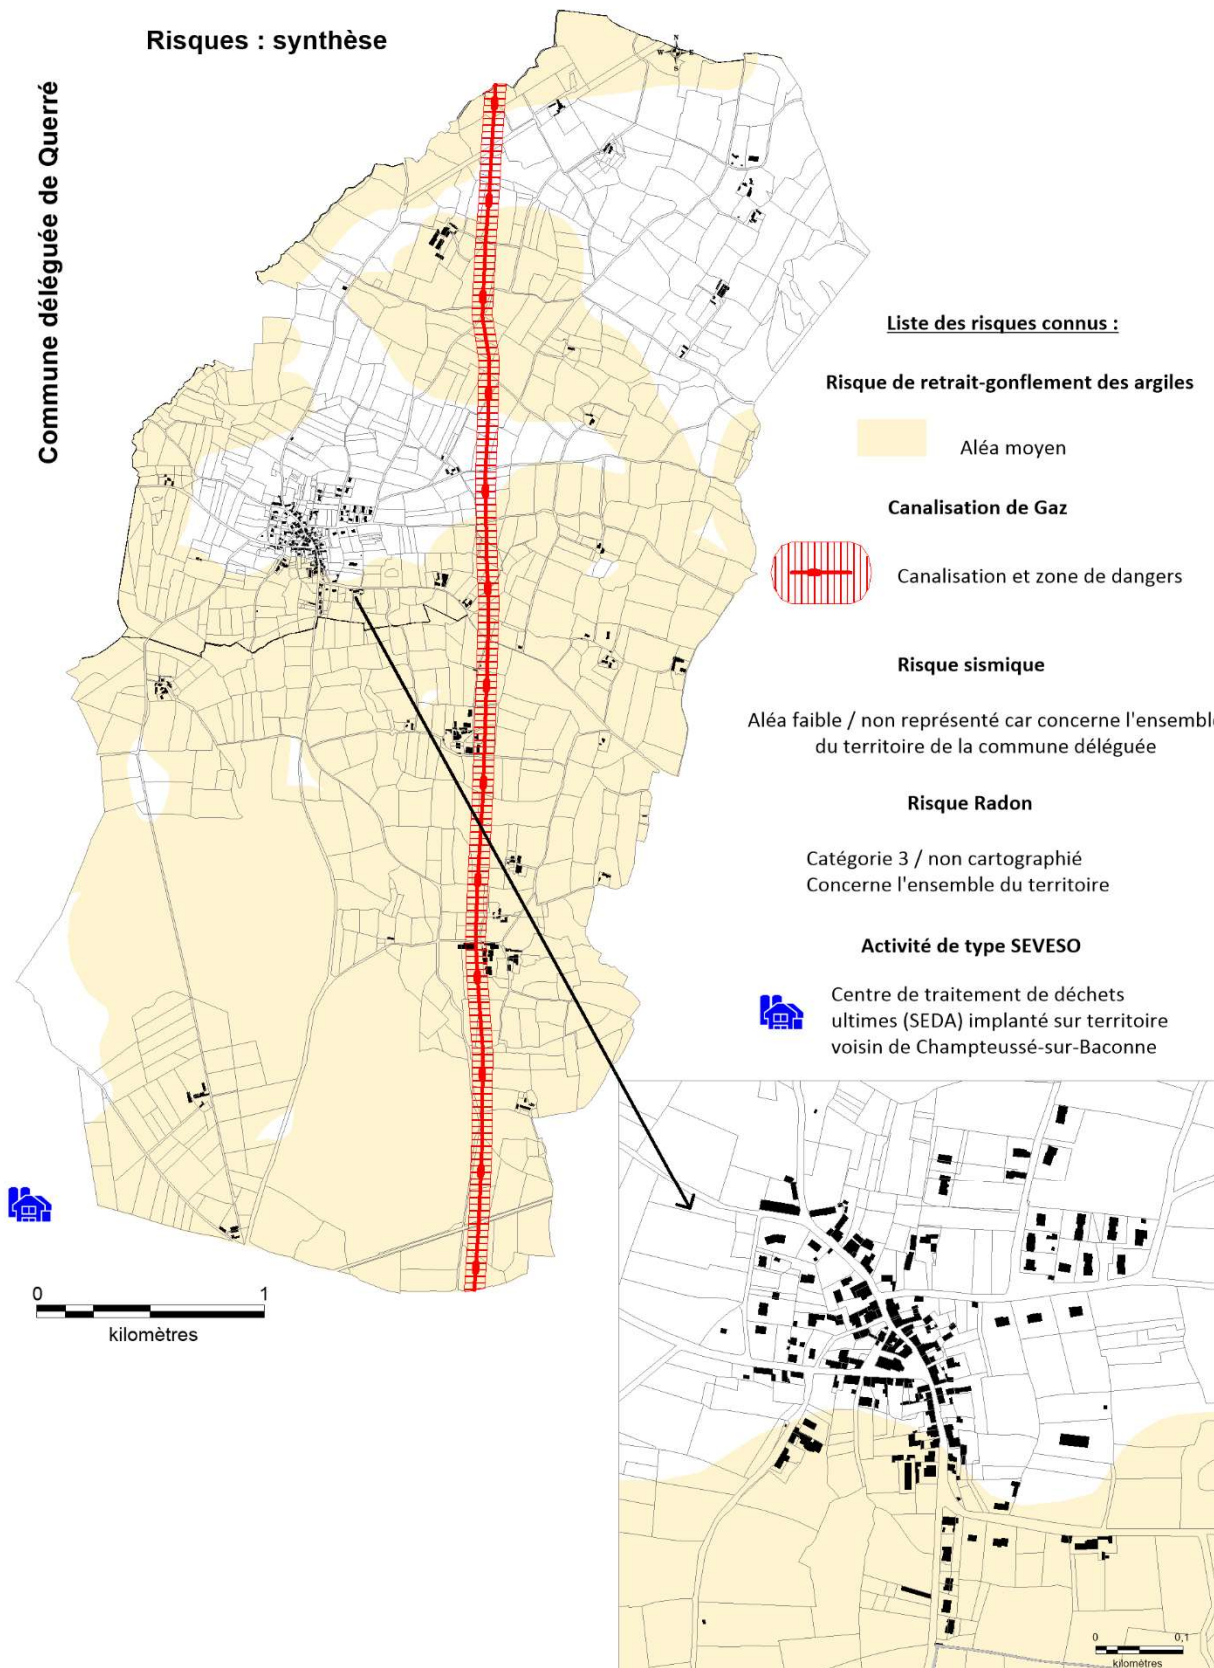 Risques : synthèse
Commune déléguée de Querré
N
W E
S
Liste des risques connus :
Risque de retrait-gonflement des argiles
Aléa moyen
Canalisation de Gaz
Canalisation et zone de dangers
Risque sismique
Aléa faible / non représenté car concerne l'ensemble
du territoire de la commune déléguée
Risque Radon
Catégorie 3 / non cartographié
Concerne l'ensemble du territoire
Activité de type SEVESO
Centre de traitement de déchets
ultimes (SEDA) implanté sur territoire
voisin de Champteussé-sur-Baconne
0 1
kilomètres
0 0,1
kilomètres